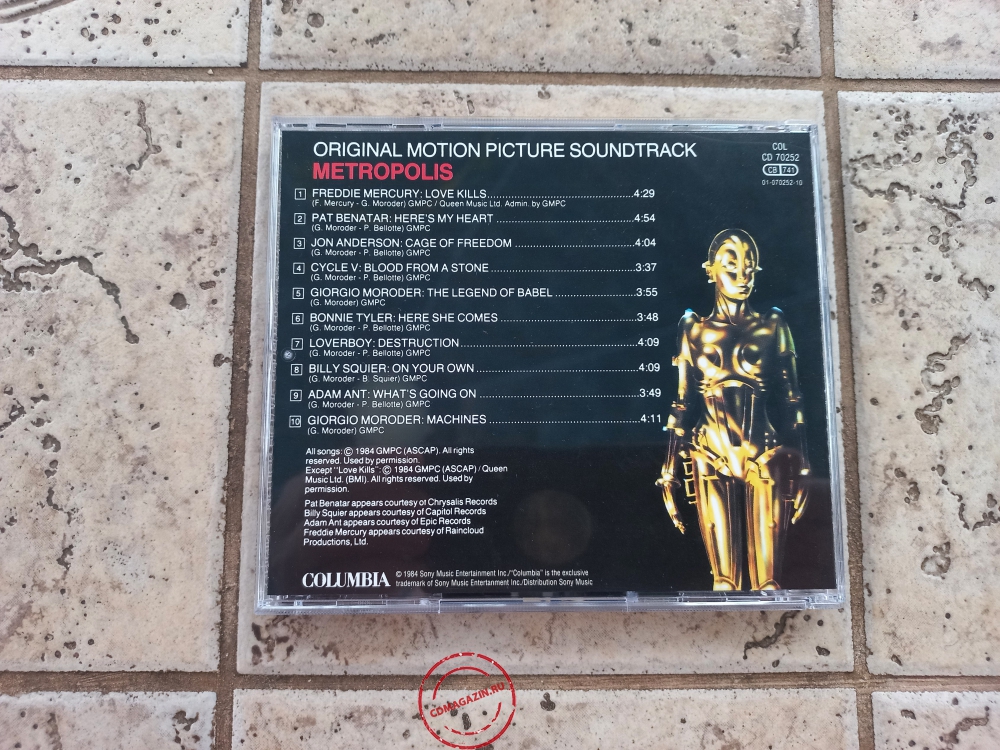 ORIGINAL MOTION PICTURE SOUNDTRACK
METROPOLIS
COL
CD 70252
CB 741
01-070252-10
1 FREDDIE MERCURY: LOVE KILLS 4:29
(F. Mercury - G. Moroder) GMPC / Queen Music Ltd. Admin. by GMPC
2 PAT BENATAR: HERE'S MY HEART 4:54
(G. Moroder - P. Bellotte) GMPC
3 JON ANDERSON: CAGE OF FREEDOM 4:04
(G. Moroder - P. Bellotte) GMPC
4 CYCLE V: BLOOD FROM A STONE 3:37
(G. Moroder - P. Bellotte) GMPC
5 GIORGIO MORODER: THE LEGEND OF BABEL 3:55
(G. Moroder) GMPC
6 BONNIE TYLER: HERE SHE COMES 3:48
(G. Moroder - P. Bellotte) GMPC
7 LOVERBOY: DESTRUCTION 4:09
(G. Moroder - P. Bellotte) GMPC
8 BILLY SQUIER: ON YOUR OWN 4:09
(G. Moroder - B. Squier) GMPC
9 ADAM ANT: WHAT'S GOING ON 3:49
(G. Moroder - P. Bellotte) GMPC
10 GIORGIO MORODER: MACHINES 4:11
(G. Moroder) GMPC
All songs: © 1984 GMPC (ASCAP). All rights
reserved. Used by permission.
Except "Love Kills": © 1984 GMPC (ASCAP) / Queen
Music Ltd. (BMI). All rights reserved. Used by
permission.
Pat Benatar appears courtesy of Chrysalis Records
Billy Squier appears courtesy of Capitol Records
Adam Ant appears courtesy of Epic Records
Freddie Mercury appears courtesy of Raincloud
Productions, Ltd.
COLUMBIA
© 1984 Sony Music Entertainment Inc./"Columbia" is the exclusive
trademark of Sony Music Entertainment Inc./Distribution Sony Music
CDMAGAZIN.RU